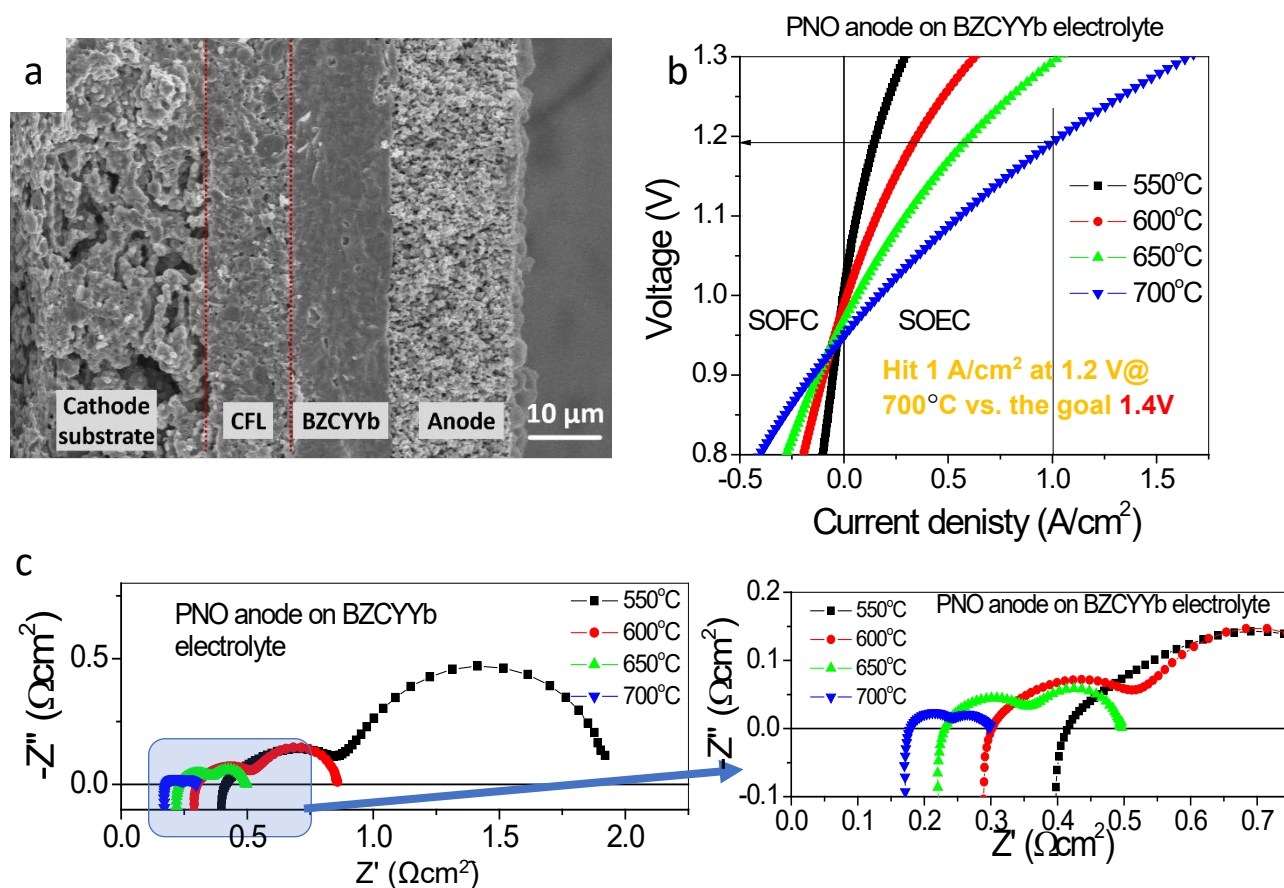 a
Cathode
substrate
CFL
BZCYYb
Anode
10 µm
b
PNO anode on BZCYYb electrolyte
1.3
1.2
1.1
1.0
0.9
0.8
Voltage (V)
550°C
600°C
650°C
700°C
SOFC
SOEC
Hit 1 A/cm² at 1.2 V@
700°C vs. the goal 1.4V
-0.5 0.0 0.5 1.0 1.5
Current denisty (A/cm²)
c
PNO anode on BZCYYb
electrolyte
550°C
600°C
650°C
700°C
0.5
0.0
-Z" (Ωcm²)
0.0 0.5 1.0 1.5 2.0
Z' (Ωcm²)
PNO anode on BZCYYb electrolyte
550°C
600°C
650°C
700°C
0.2
0.1
0.0
-0.1
-Z" (Ωcm²)
0.0 0.1 0.2 0.3 0.4 0.5 0.6 0.7
Z' (Ωcm²)